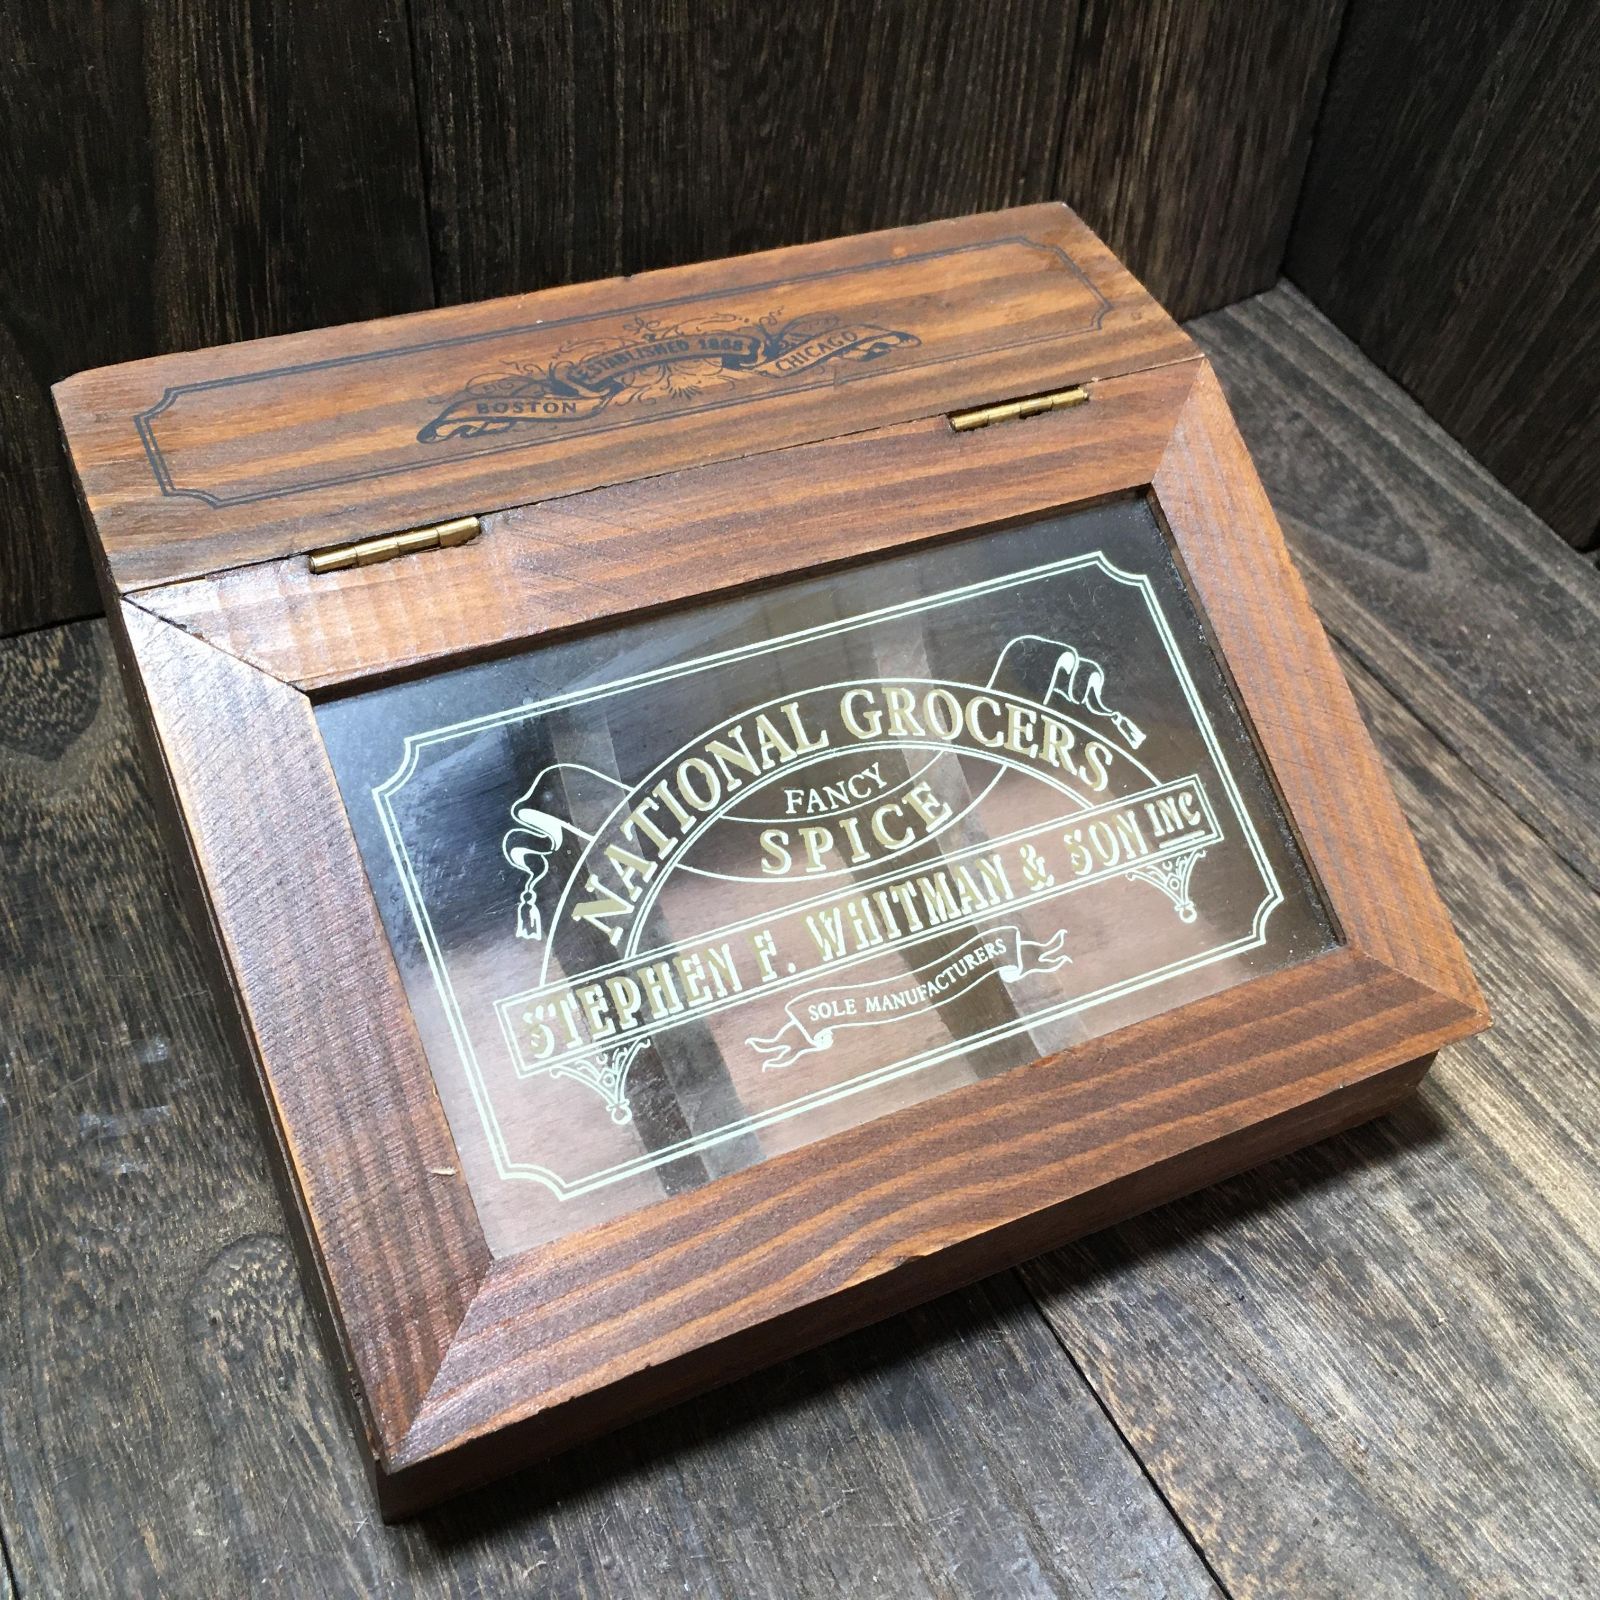 ESTABLISHED 1868
BOSTON
CHICAGO
NATIONAL GROCERS
FANCY
SPICE
STEPHEN F. WHITMAN & SON INC
SOLE MANUFACTURERS